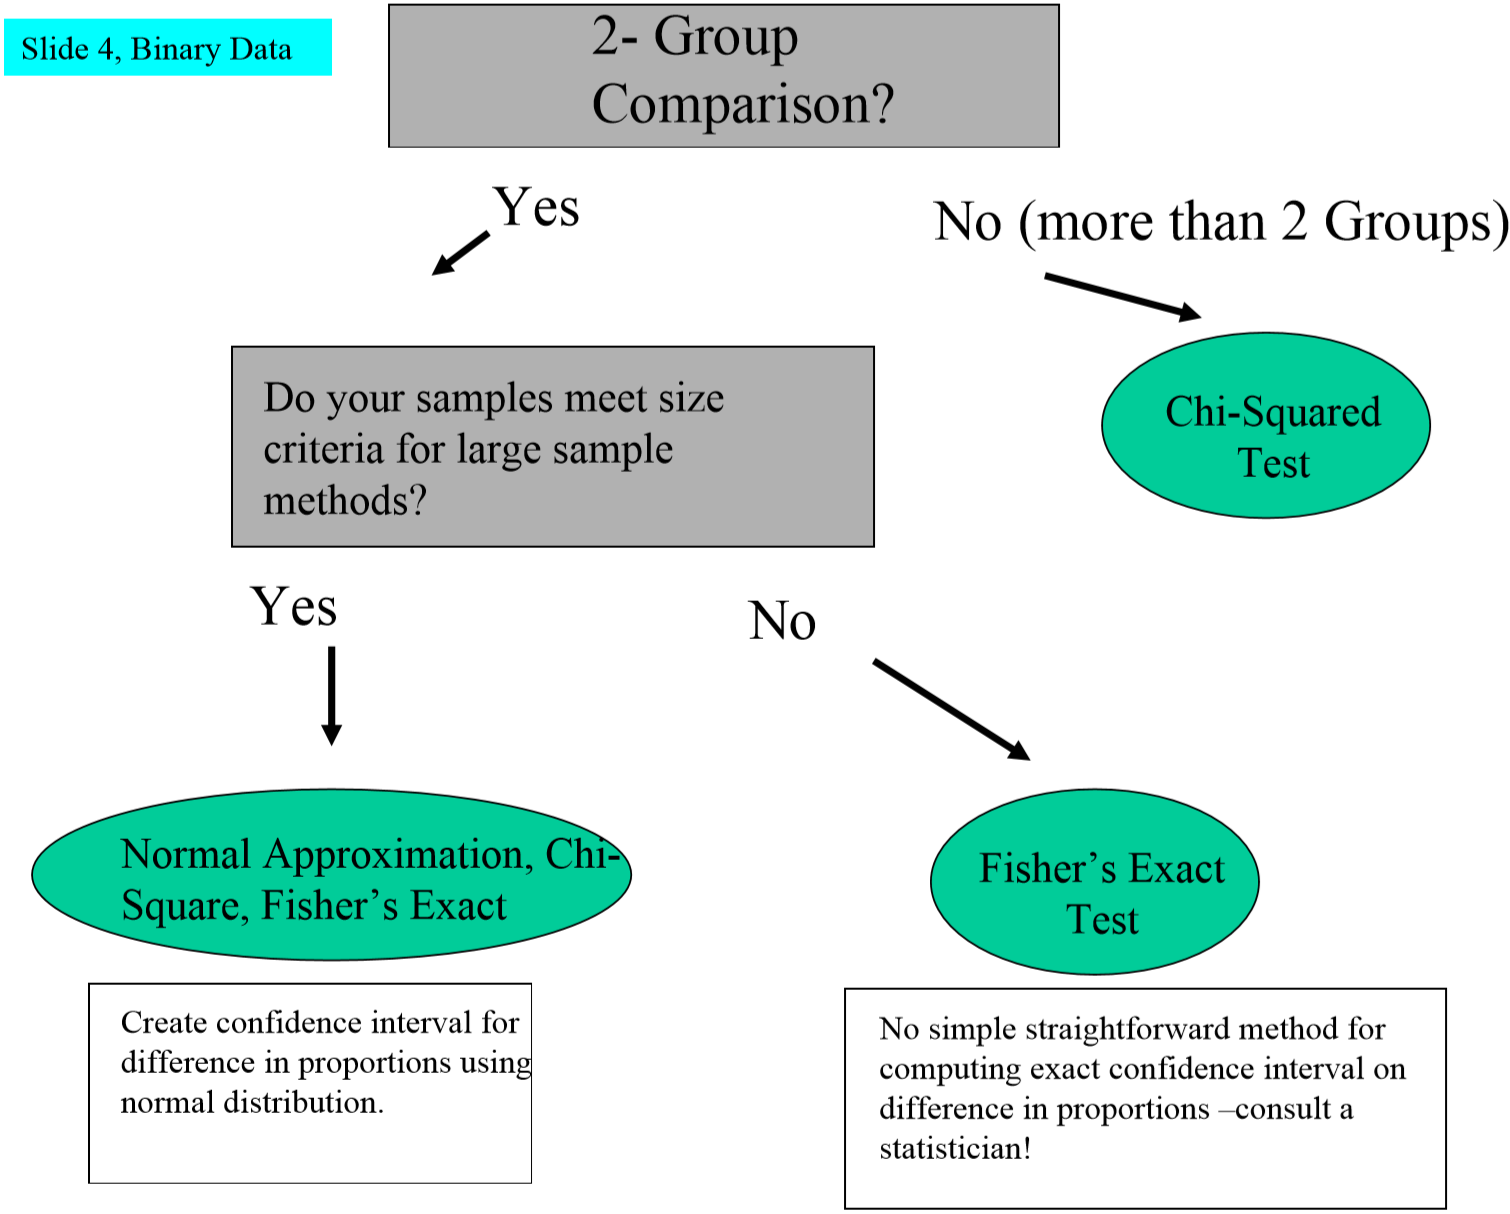 Slide 4, Binary Data
2- Group
Comparison?
Yes
No (more than 2 Groups)
Do your samples meet size
criteria for large sample
methods?
Chi-Squared
Test
Yes
No
Normal Approximation, Chi-
Square, Fisher’s Exact
Fisher’s Exact
Test
Create confidence interval for
difference in proportions using
normal distribution.
No simple straightforward method for
computing exact confidence interval on
difference in proportions –consult a
statistician!